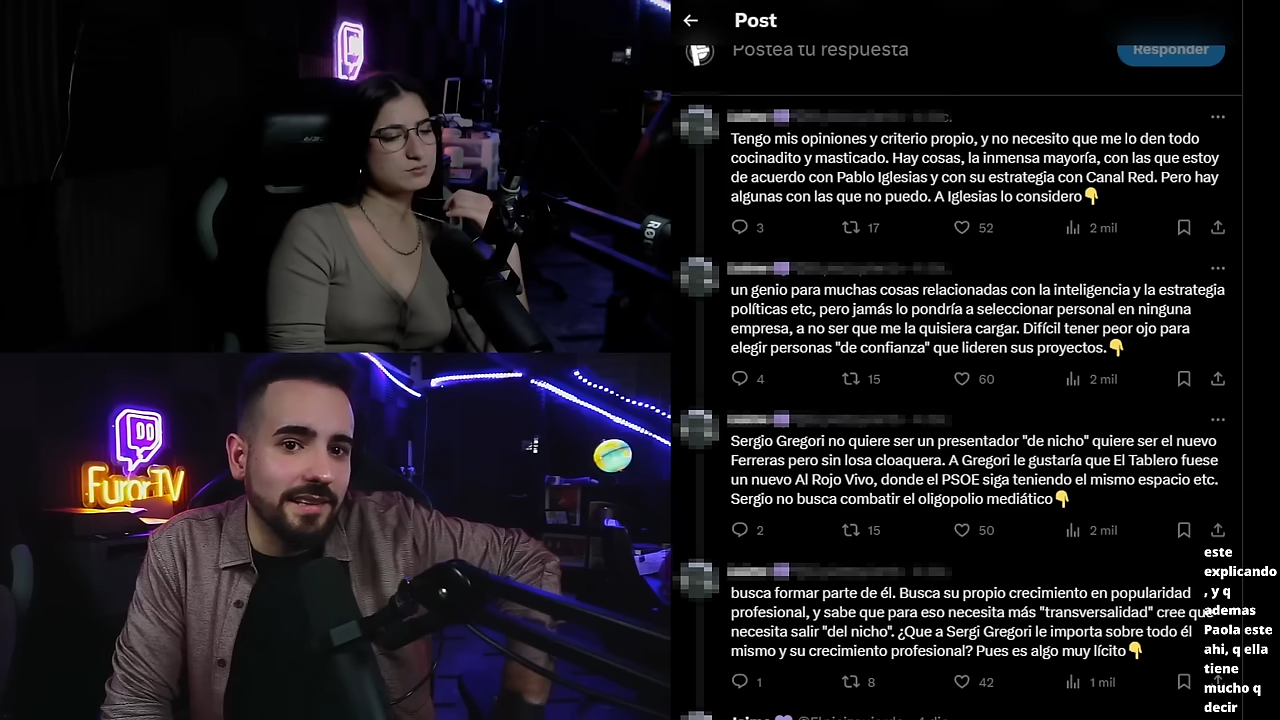 Post
Postea tu respuesta
Responder
Tengo mis opiniones y criterio propio, y no necesito que me lo den todo
cocinadito y masticado. Hay cosas, la inmensa mayoría, con las que estoy
de acuerdo con Pablo Iglesias y con su estrategia con Canal Red. Pero hay
algunas con las que no puedo. A Iglesias lo considero👇
3 17 52 2 mil
un genio para muchas cosas relacionadas con la inteligencia y la estrategia
políticas etc, pero jamás lo pondría a seleccionar personal en ninguna
empresa, a no ser que me la quisiera cargar. Difícil tener peor ojo para
elegir personas "de confianza" que lideren sus proyectos.👇
4 15 60 2 mil
Sergio Gregori no quiere ser un presentador "de nicho" quiere ser el nuevo
Ferreras pero sin losa cloaquera. A Gregori le gustaría que El Tablero fuese
un nuevo Al Rojo Vivo, donde el PSOE siga teniendo el mismo espacio etc.
Sergio no busca combatir el oligopolio mediático👇
2 15 50 2 mil
busca formar parte de él. Busca su propio crecimiento en popularidad
profesional, y sabe que para eso necesita más "transversalidad" cree que
necesita salir "del nicho". ¿Que a Sergi Gregori le importa sobre todo él
mismo y su crecimiento profesional? Pues es algo muy lícito👇
1 8 42 1 mil
este
explicando
, y q
ademas
Paola este
ahi, q ella
tiene
mucho q
decir
FurorTV